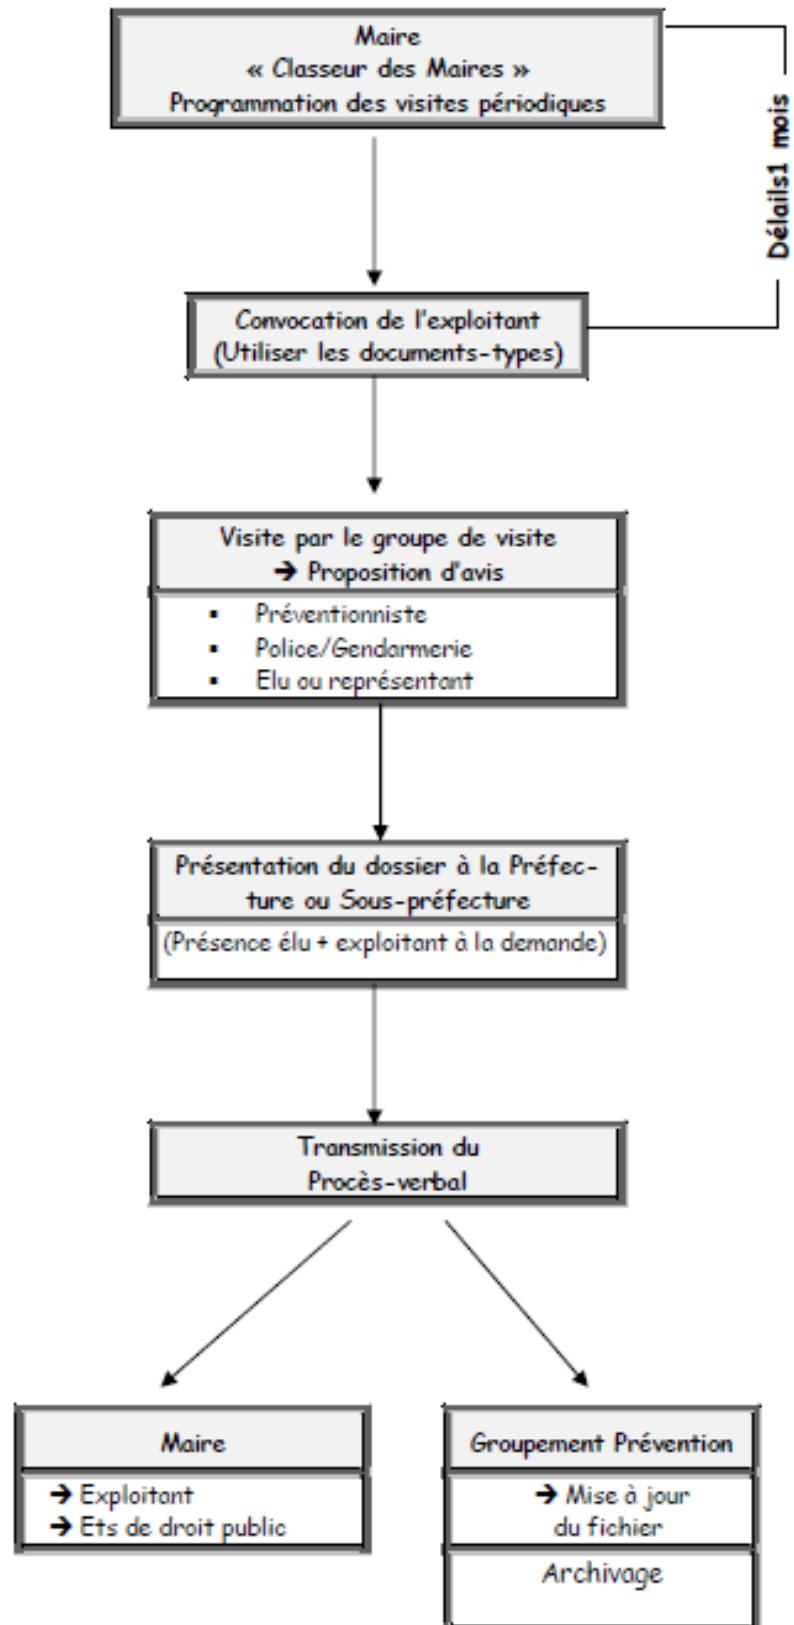 Maire
« Classeur des Maires »
Programmation des visites périodiques
Délails1 mois
Convocation de l'exploitant
(Utiliser les documents-types)
Visite par le groupe de visite
➔ Proposition d'avis
▪ Préventionniste
▪ Police/Gendarmerie
▪ Elu ou représentant
Présentation du dossier à la Préfec-
ture ou Sous-préfecture
(Présence élu + exploitant à la demande)
Transmission du
Procès-verbal
Maire
➔ Exploitant
➔ Ets de droit public
Groupement Prévention
➔ Mise à jour
du fichier
Archivage